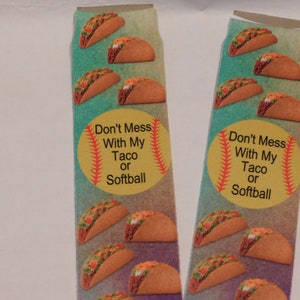 Don't Mess
With My
Taco
or
Softball
Don't Mess
With My
Taco
or
Softball